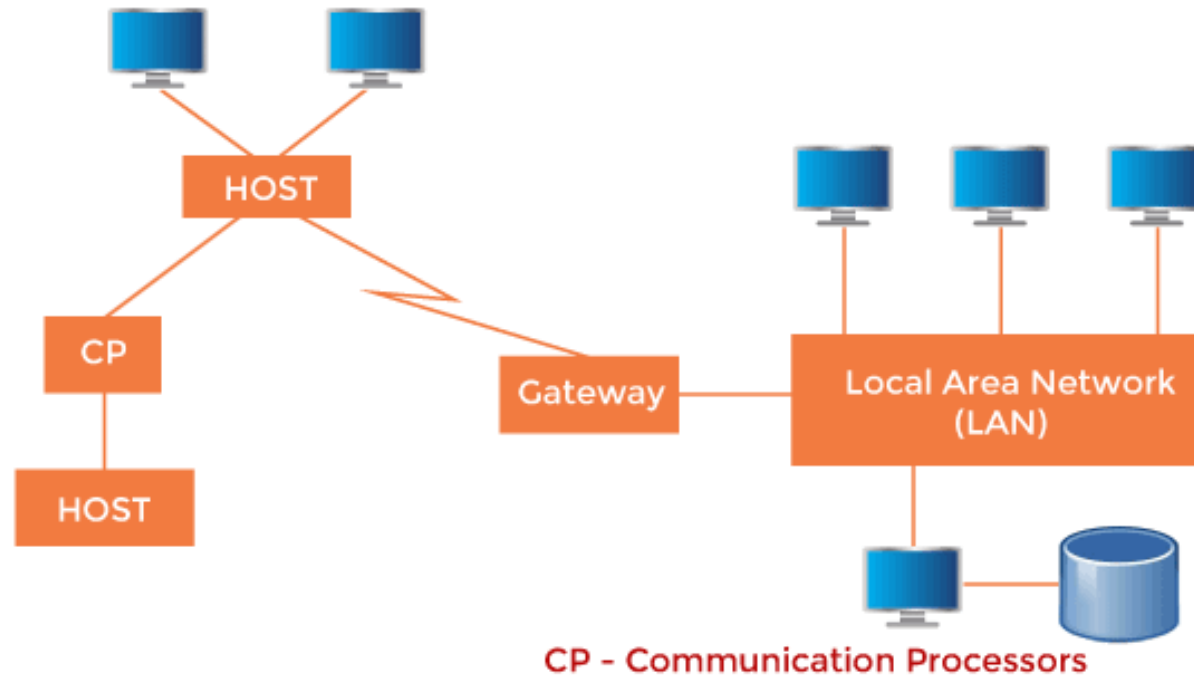 HOST
CP
Gateway
Local Area Network
(LAN)
HOST
CP - Communication Processors